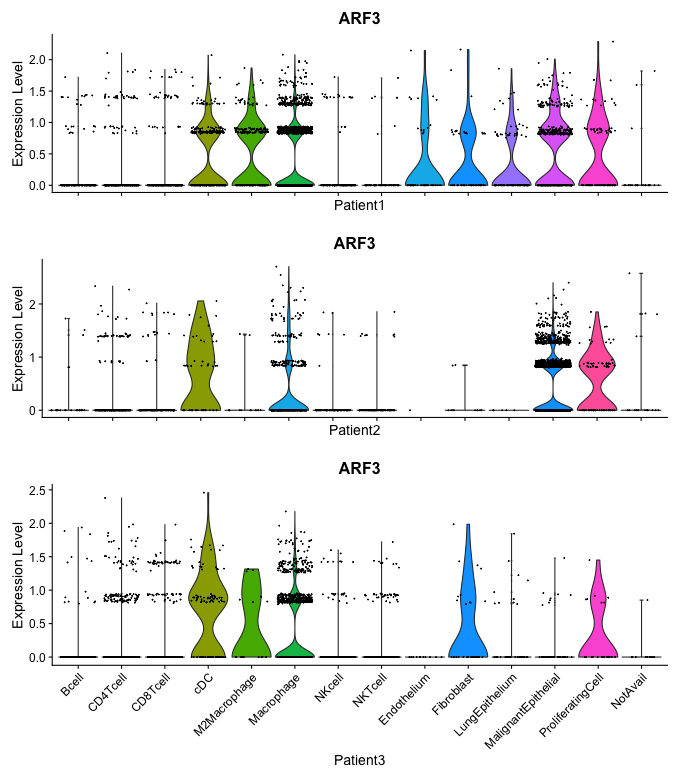 ARF3
Expression Level
2.0
1.5
1.0
0.5
0.0
Patient1
ARF3
Expression Level
2
1
0
Patient2
ARF3
Expression Level
2.5
2.0
1.5
1.0
0.5
0.0
Bcell
CD4Tcell
CD8Tcell
cDC
M2Macrophage
Macrophage
NKcell
NKTcell
Endothelium
Fibroblast
LungEpithelium
MalignantEpithelial
ProliferatingCell
NotAvail
Patient3